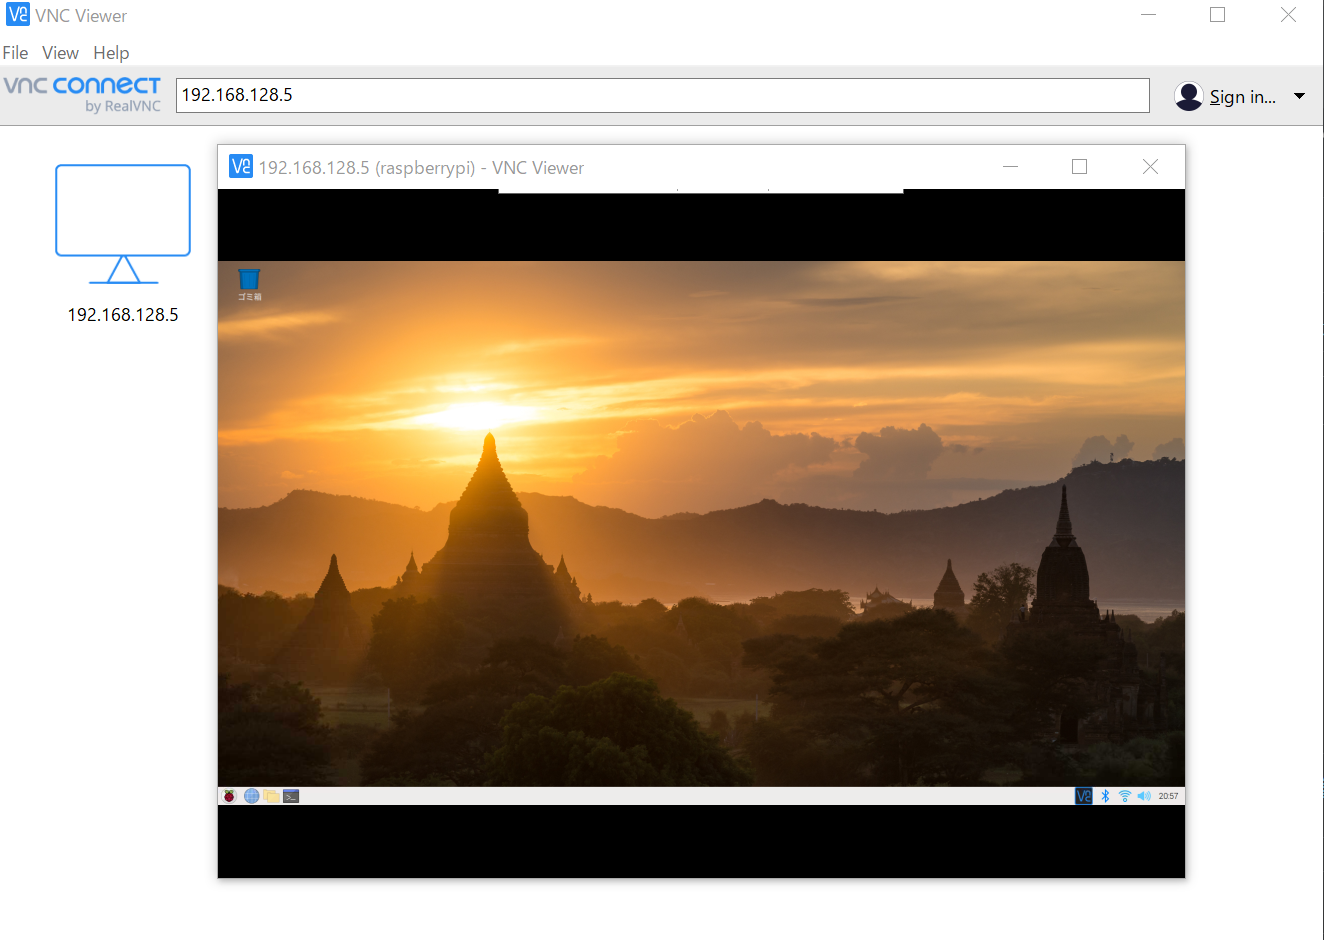 VNC Viewer
File View Help
vnc connect
by RealVNC
192.168.128.5
Sign in...
192.168.128.5
192.168.128.5 (raspberrypi) - VNC Viewer
ゴミ箱
20:57